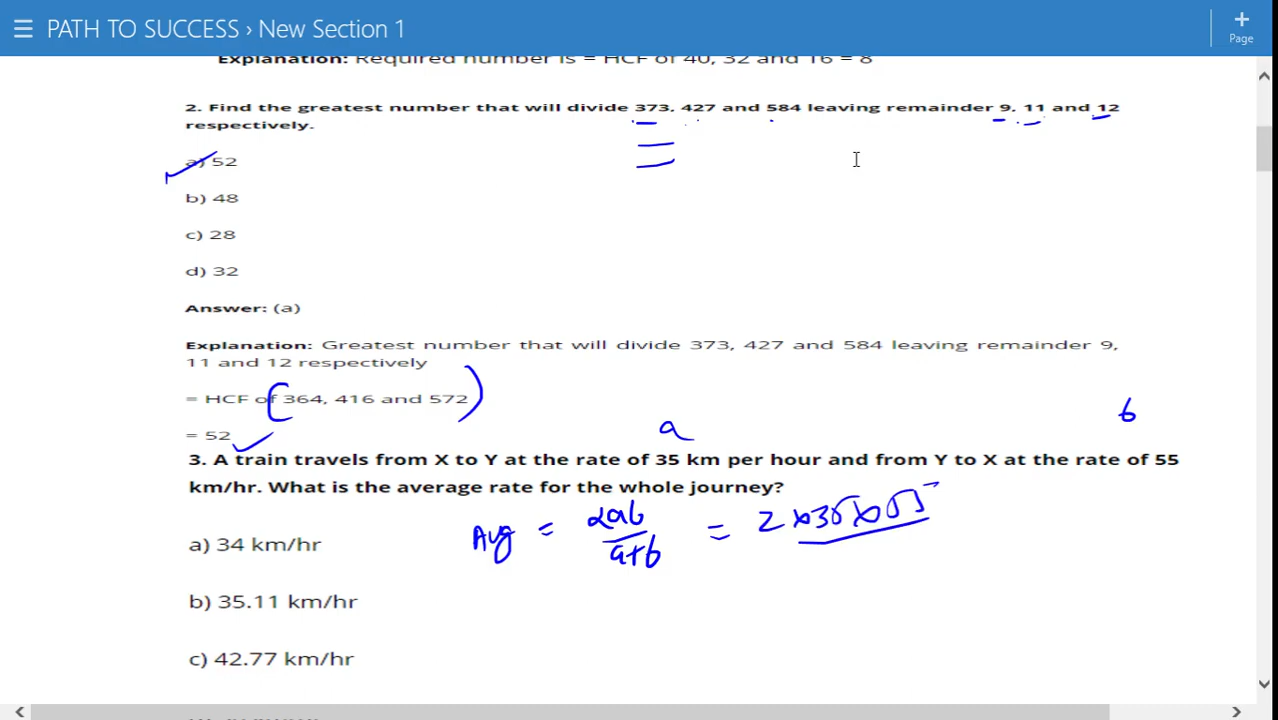 PATH TO SUCCESS › New Section 1
Page
Explanation: Required number is = HCF of 40, 32 and 16 = 8
2. Find the greatest number that will divide 373, 427 and 584 leaving remainder 9, 11 and 12
respectively.
a) 52
b) 48
c) 28
d) 32
Answer: (a)
Explanation: Greatest number that will divide 373, 427 and 584 leaving remainder 9,
11 and 12 respectively
= HCF of (364, 416 and 572)
= 52
a
b
3. A train travels from X to Y at the rate of 35 km per hour and from Y to X at the rate of 55
km/hr. What is the average rate for the whole journey?
Avg = 2ab / a+b = 2 x 35 x 55
a) 34 km/hr
b) 35.11 km/hr
c) 42.77 km/hr